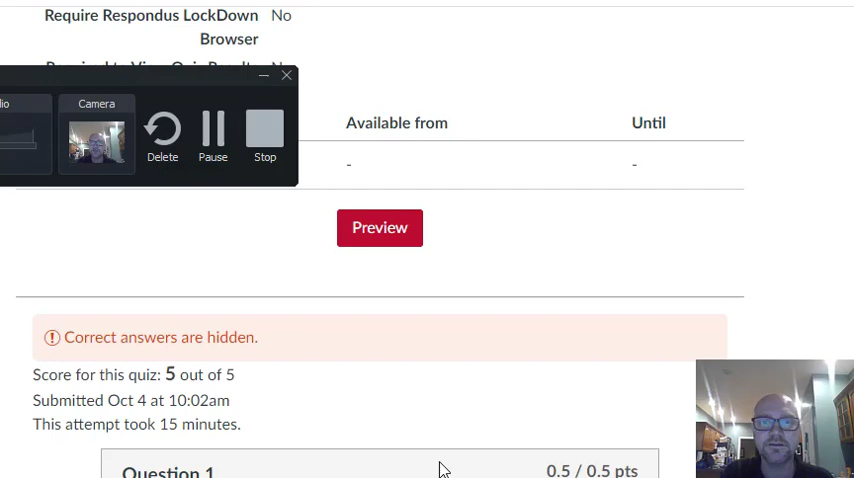 Require Respondus LockDown No
Browser
Camera
Delete
Pause
Stop
Available from Until
- -
Preview
Correct answers are hidden.
Score for this quiz: 5 out of 5
Submitted Oct 4 at 10:02am
This attempt took 15 minutes.
Question 1 0.5 / 0.5 pts